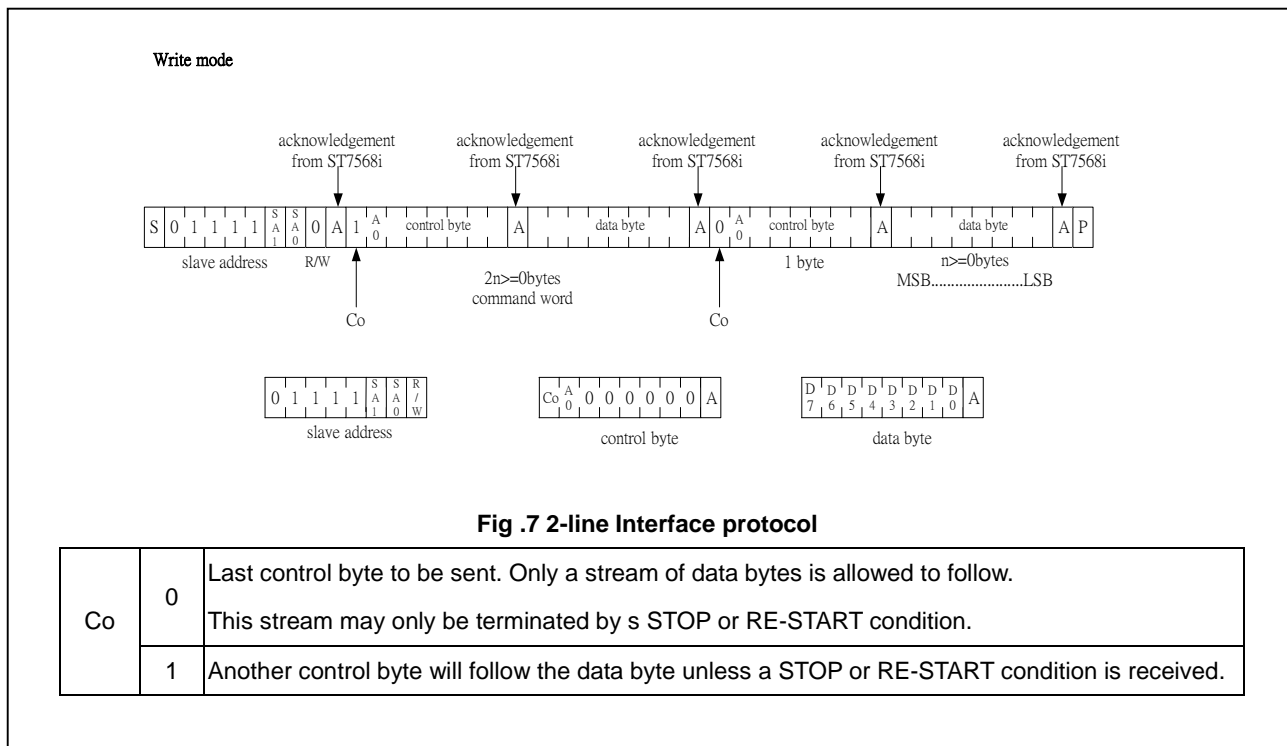 Write mode
acknowledgement acknowledgement acknowledgement acknowledgement acknowledgement
from ST7568i from ST7568i from ST7568i from ST7568i from ST7568i
S 0 1 1 1 1 SA1 SA0 0 A 1 A0 control byte A data byte A 0 A0 control byte A data byte A P
slave address R/W 2n>=0bytes 1 byte n>=0bytes
command word MSB.......................LSB
Co Co
0 1 1 1 1 SA1 SA0 R/W Co A0 0 0 0 0 0 0 A D7 D6 D5 D4 D3 D2 D1 D0 A
slave address control byte data byte
Fig .7 2-line Interface protocol
Co 0 Last control byte to be sent. Only a stream of data bytes is allowed to follow.
This stream may only be terminated by s STOP or RE-START condition.
1 Another control byte will follow the data byte unless a STOP or RE-START condition is received.